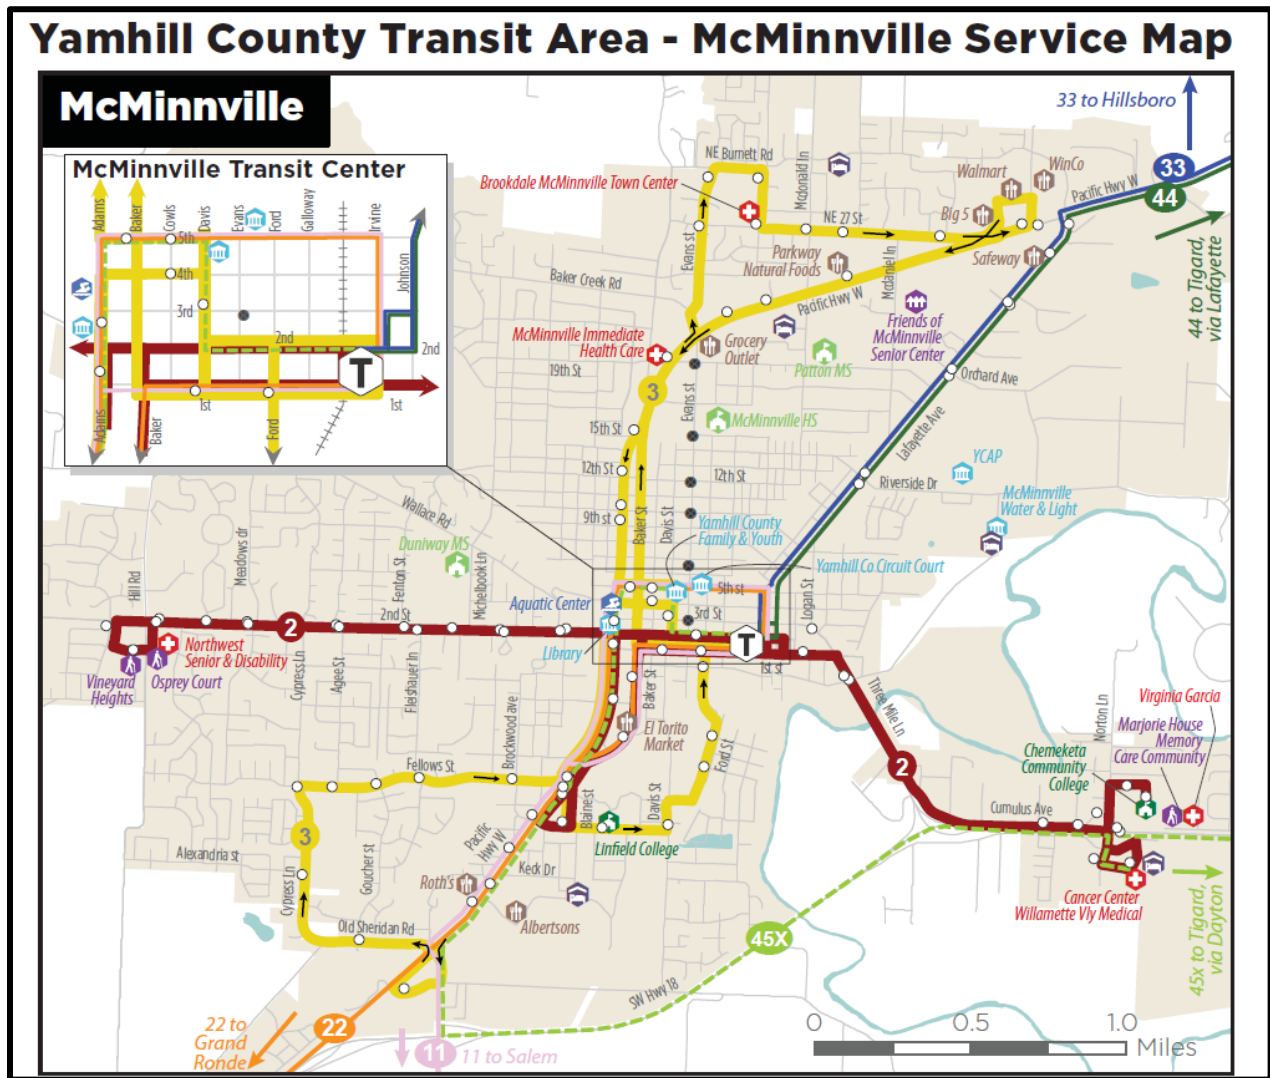 Yamhill County Transit Area - McMinnville Service Map
McMinnville
33 to Hillsboro
McMinnville Transit Center
Adams
Baker
Cowls
Davis
Evans
Ford
Galloway
Irvine
5th
4th
3rd
2nd
2nd
Johnson
T
1st
1st
Adams
Baker
Ford
NE Burnett Rd
Brookdale McMinnville Town Center
Mcdonald ln
Walmart
WinCo
Pacific Hwy W
33
44
Big 5
NE 27 St
Evans st
Parkway
Natural Foods
Mcdaniel ln
Safeway
44 to Tigard,
via Lafayette
Baker Creek Rd
Pacific Hwy W
Friends of
McMinnville
Senior Center
McMinnville Immediate
Health Care
Grocery
Outlet
Patton MS
19th St
3
Evans st
Orchard Ave
McMinnville HS
15th St
Lafayette Ave
12th St
12th St
Riverside Dr
YCAP
McMinnville
Water & Light
9th st
Baker St
Davis St
Yamhill County
Family & Youth
Wallace Rd
Duniway MS
Meadows dr
Hill Rd
Fenton St
Michelbook Ln
Yamhill Co Circuit Court
5th st
Aquatic Center
3rd St
Logan St
2nd St
2
T
Library
1st st
Northwest
Senior & Disability
Vineyard
Heights
Osprey Court
Cypress Ln
Agee St
Fleishauer ln
Brockwood ave
Baker St
El Torito
Market
Three Mile Ln
Norton Ln
Virginia Garcia
Marjorie House
Memory
Care Community
Chemeketa
Community
College
2
Fellows St
Ford St
Blaine st
Davis St
Cumulus Ave
3
Pacific
Hwy W
Linfield College
Alexandria st
Goucher st
Cypress Ln
Keck Dr
Roth's
Albertsons
Cancer Center
Willamette Vly Medical
Old Sheridan Rd
45X
45x to Tigard,
via Dayton
SW Hwy 18
22 to
Grand
Ronde
22
11
11 to Salem
0
0.5
1.0
Miles